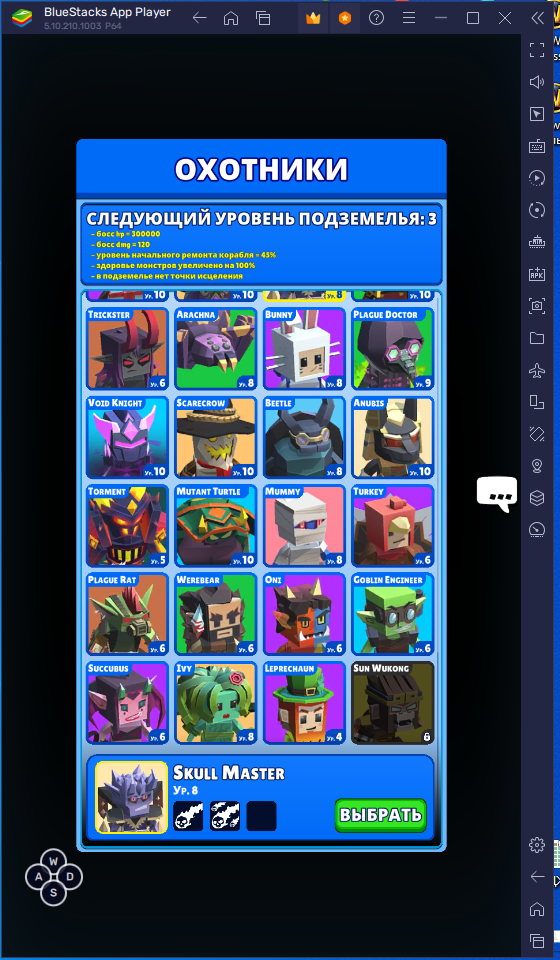 BlueStacks App Player
5.10.210.1003 P64
ОХОТНИКИ
СЛЕДУЮЩИЙ УРОВЕНЬ ПОДЗЕМЕЛЬЯ: 3
- босс hp = 300000
- босс dmg = 120
- уровень начального ремонта корабля = 45%
- здоровье монстров увеличено на 100%
- в подземелье нет точки исцеления
Ур. 10 Ур. 10 Ур. 8 Ур. 10
Trickster Arachna Bunny Plague Doctor
Ур. 6 Ур. 8 Ур. 8 Ур. 9
Void Knight Scarecrow Beetle Anubis
Ур. 10 Ур. 10 Ур. 8 Ур. 10
Torment Mutant Turtle Mummy Turkey
Ур. 5 Ур. 10 Ур. 8 Ур. 6
Plague Rat Werebear Oni Goblin Engineer
Ур. 6 Ур. 6 Ур. 6 Ур. 6
Succubus Ivy Leprechaun Sun Wukong
Ур. 6 Ур. 8 Ур. 4
Skull Master
Ур. 8
ВЫБРАТЬ
W
A D
S